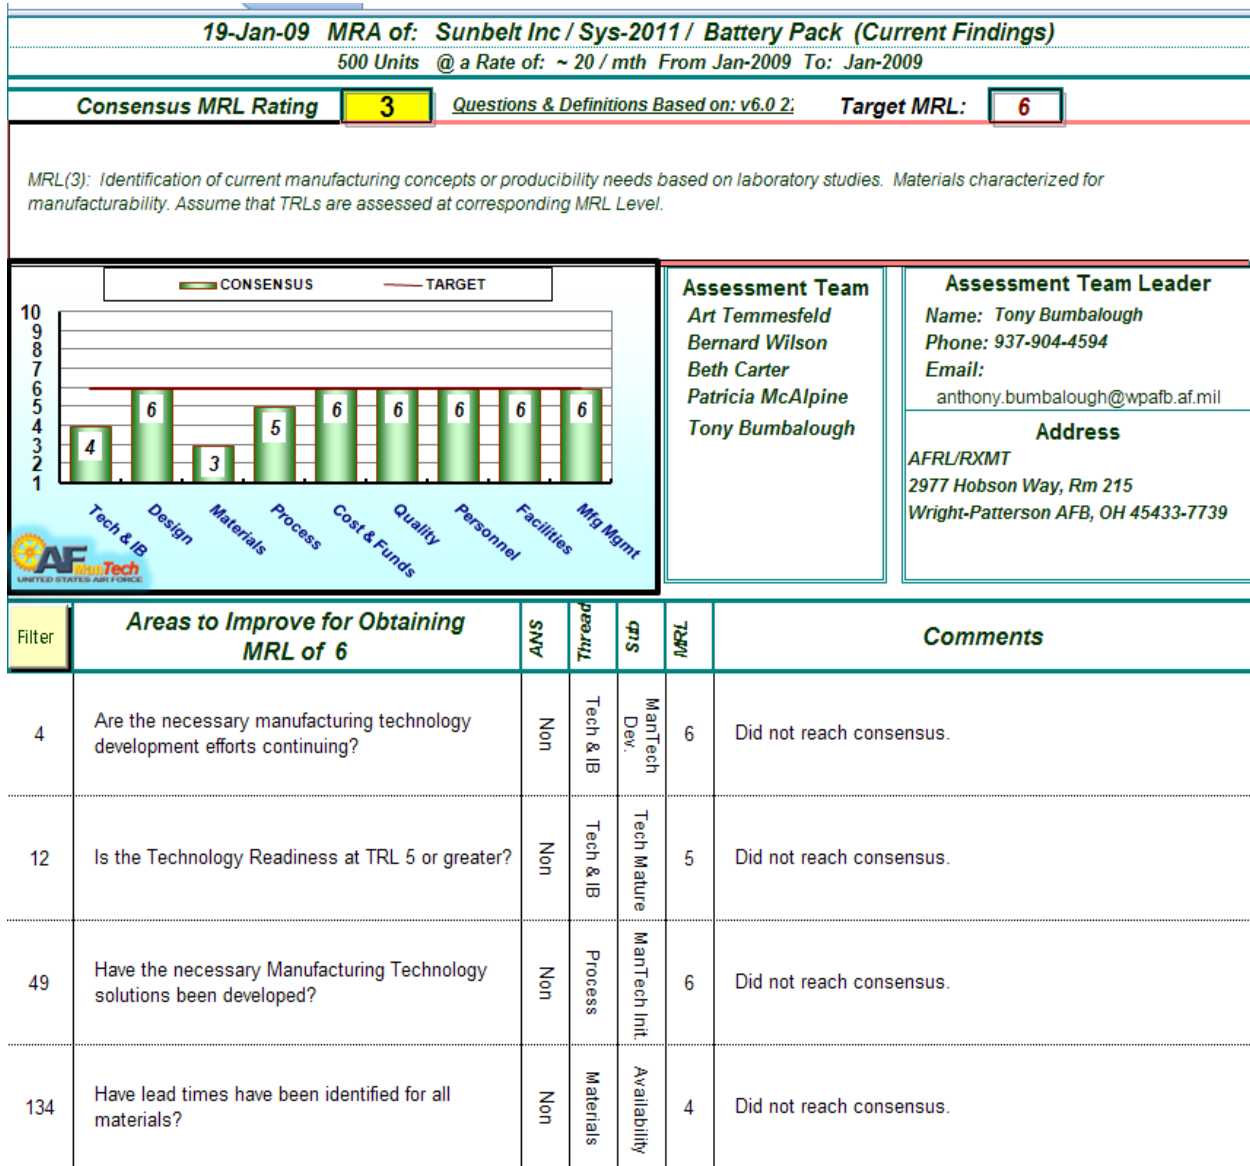 19-Jan-09 MRA of: Sunbelt Inc / Sys-2011 / Battery Pack (Current Findings)
500 Units @ a Rate of: ~ 20 / mth From Jan-2009 To: Jan-2009
Consensus MRL Rating 3 Questions & Definitions Based on: v6.0 Target MRL: 6
MRL(3): Identification of current manufacturing concepts or producibility needs based on laboratory studies. Materials characterized for
manufacturability. Assume that TRLs are assessed at corresponding MRL Level.
CONSENSUS TARGET
10
9
8
7
6
5
4
3
2
1
4 6 3 5 6 6 6 6 6
Tech & IB Design Materials Process Cost & Funds Quality Personnel Facilities Mfg Mgmt
AF ManTech
UNITED STATES AIR FORCE
Assessment Team
Art Temmesfeld
Bernard Wilson
Beth Carter
Patricia McAlpine
Tony Bumbalough
Assessment Team Leader
Name: Tony Bumbalough
Phone: 937-904-4594
Email:
anthony.bumbalough@wpafb.af.mil
Address
AFRL/RXMT
2977 Hobson Way, Rm 215
Wright-Patterson AFB, OH 45433-7739
Filter
Areas to Improve for Obtaining
MRL of 6
ANS
Thread
Sub
MRL
Comments
4
Are the necessary manufacturing technology
development efforts continuing?
Non
Tech & IB
ManTech
Dev.
6
Did not reach consensus.
12
Is the Technology Readiness at TRL 5 or greater?
Non
Tech & IB
Tech Mature
5
Did not reach consensus.
49
Have the necessary Manufacturing Technology
solutions been developed?
Non
Process
ManTech Init.
6
Did not reach consensus.
134
Have lead times have been identified for all
materials?
Non
Materials
Availability
4
Did not reach consensus.